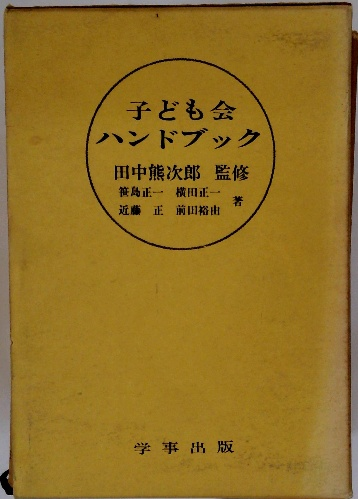 子ども会
ハンドブック
田中熊次郎 監修
笹島正一 横田正一
近藤 正 前田裕由 著
学事出版